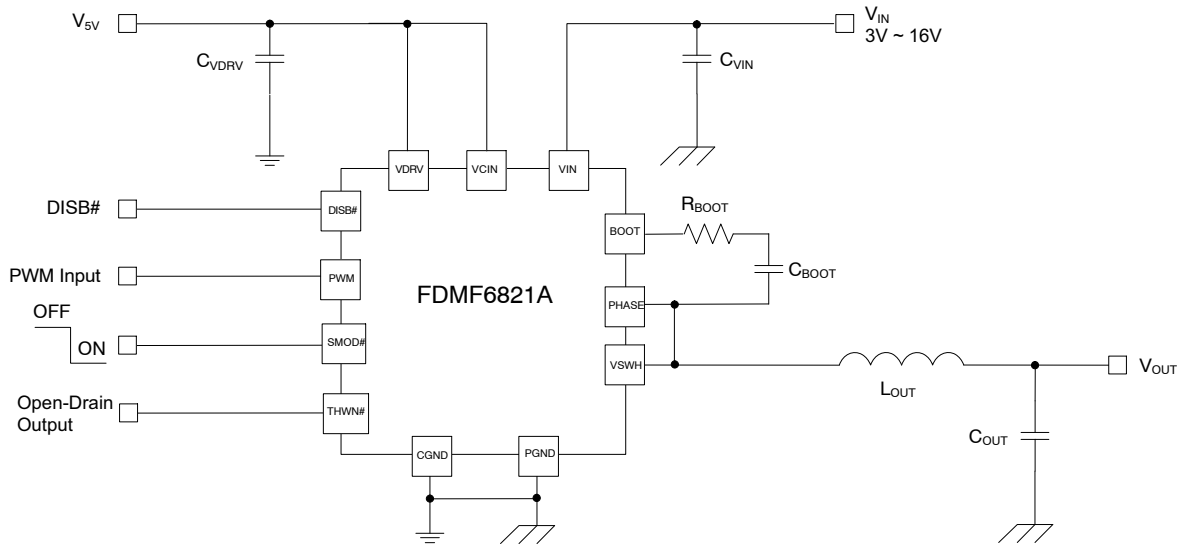 V5V
CVDRV
CVIN
VIN
3V ~ 16V
VDRV
VCIN
VIN
DISB#
DISB#
BOOT
RBOOT
CBOOT
PWM Input
PWM
FDMF6821A
PHASE
OFF
ON
SMOD#
VSWH
LOUT
VOUT
Open-Drain
Output
THWN#
COUT
CGND
PGND